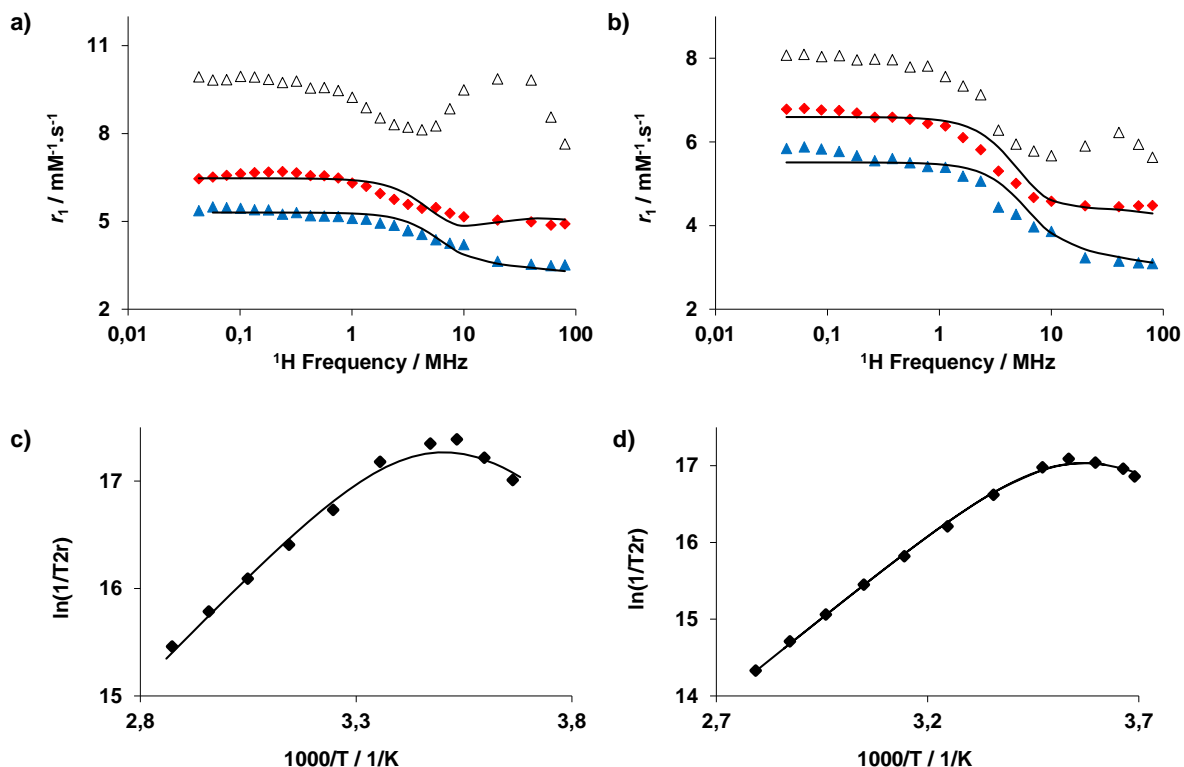 a)
r₁ / mM⁻¹.s⁻¹
11
8
5
2
0,01
0,1
1
10
100
¹H Frequency / MHz
b)
r₁ / mM⁻¹.s⁻¹
8
6
4
2
0,01
0,1
1
10
100
¹H Frequency / MHz
c)
ln(1/T2r)
17
16
15
2,8
3,3
3,8
1000/T / 1/K
d)
ln(1/T2r)
17
16
15
14
2,7
3,2
3,7
1000/T / 1/K